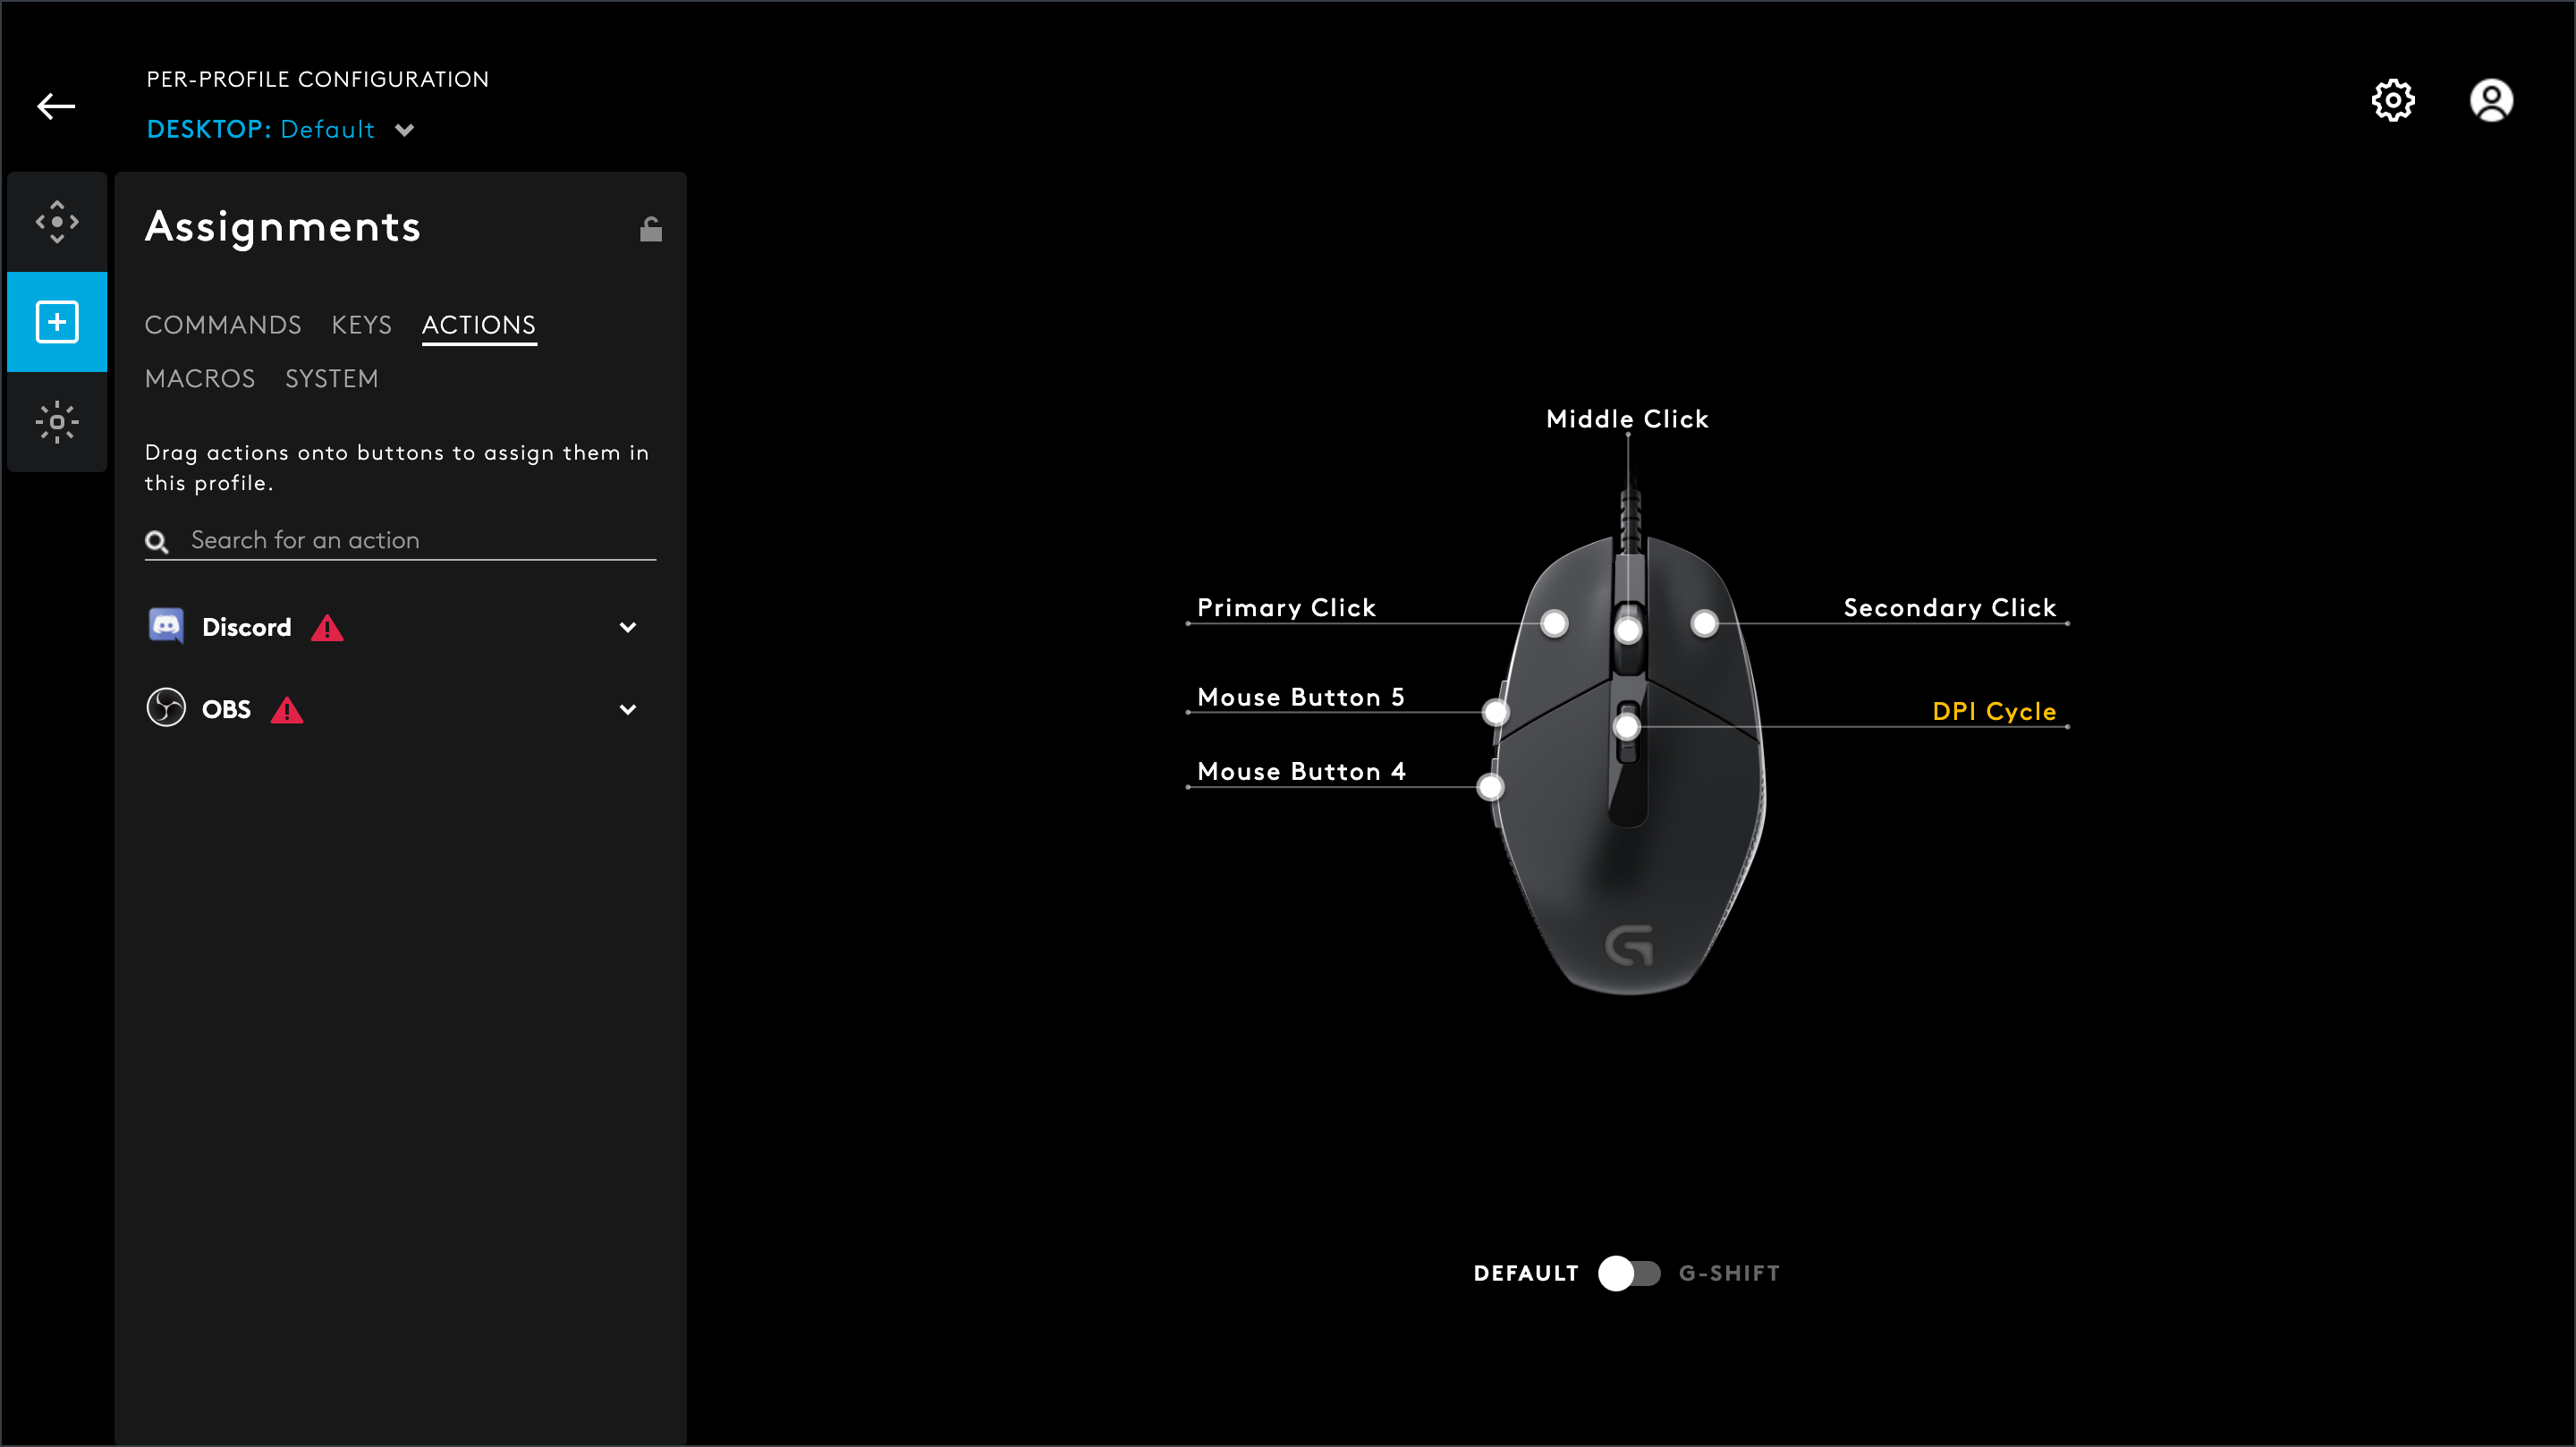 PER-PROFILE CONFIGURATION
DESKTOP: Default
Assignments
COMMANDS KEYS ACTIONS
MACROS SYSTEM
Drag actions onto buttons to assign them in
this profile.
Search for an action
Discord
OBS
Middle Click
Primary Click
Secondary Click
Mouse Button 5
DPI Cycle
Mouse Button 4
DEFAULT G-SHIFT